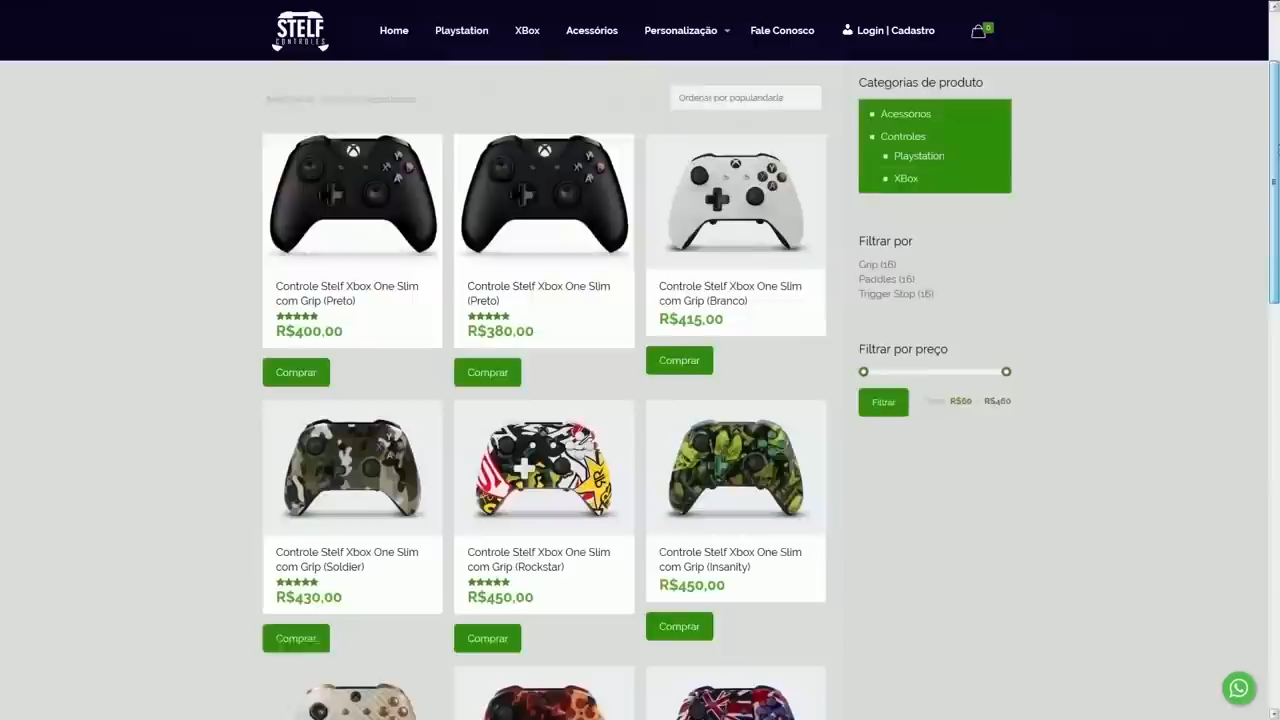 STELF
CONTROLES
Home
Playstation
XBox
Acessórios
Personalização
Fale Conosco
Login | Cadastro
0
Ordenar por popularidade
Controle Stelf Xbox One Slim
com Grip (Preto)
R$400,00
Comprar
Controle Stelf Xbox One Slim
(Preto)
R$380,00
Comprar
Controle Stelf Xbox One Slim
com Grip (Branco)
R$415,00
Comprar
Controle Stelf Xbox One Slim
com Grip (Soldier)
R$430,00
Comprar
Controle Stelf Xbox One Slim
com Grip (Rockstar)
R$450,00
Comprar
Controle Stelf Xbox One Slim
com Grip (Insanity)
R$450,00
Comprar
Categorias de produto
Acessórios
Controles
Playstation
XBox
Filtrar por
Grip (16)
Paddles (16)
Trigger Stop (16)
Filtrar por preço
Filtrar
R$60
R$460